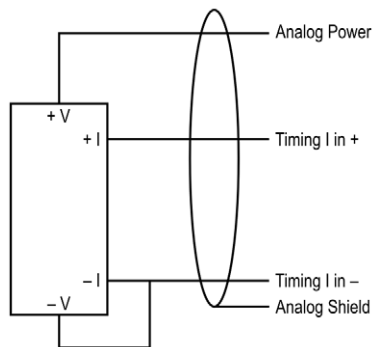 Analog Power
+ V
+ I
Timing I in +
– I
Timing I in –
– V
Analog Shield